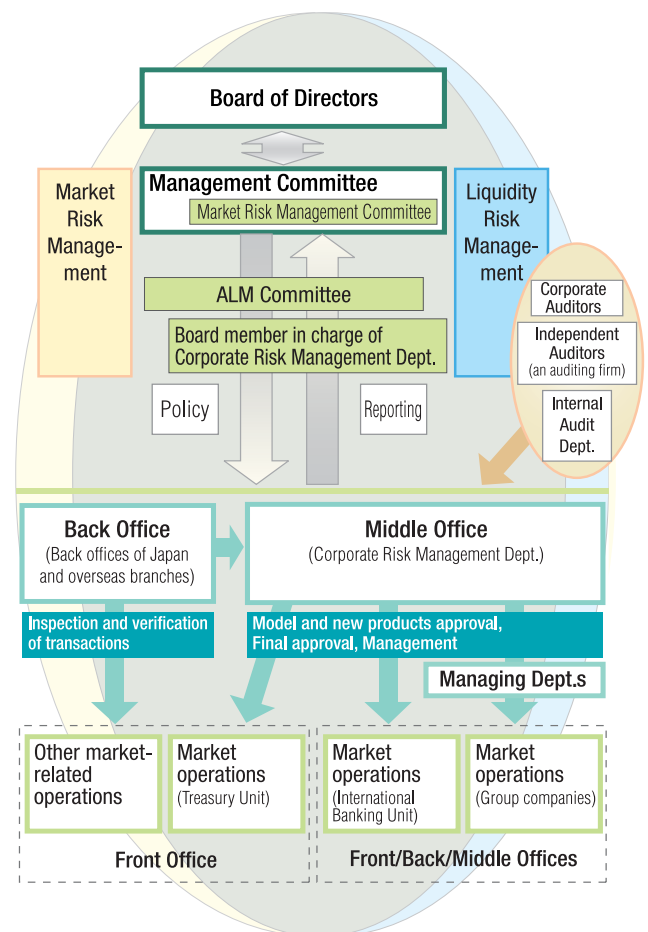 Board of Directors
Management Committee
Market Risk Management Committee
Market
Risk
Manage-
ment
Liquidity
Risk
Manage-
ment
ALM Committee
Board member in charge of
Corporate Risk Management Dept.
Policy
Reporting
Corporate
Auditors
Independent
Auditors
(an auditing firm)
Internal
Audit
Dept.
Back Office
(Back offices of Japan
and overseas branches)
Middle Office
(Corporate Risk Management Dept.)
Inspection and verification
of transactions
Model and new products approval,
Final approval, Management
Managing Dept.s
Other market-
related
operations
Market
operations
(Treasury Unit)
Market
operations
(International
Banking Unit)
Market
operations
(Group companies)
Front Office
Front/Back/Middle Offices